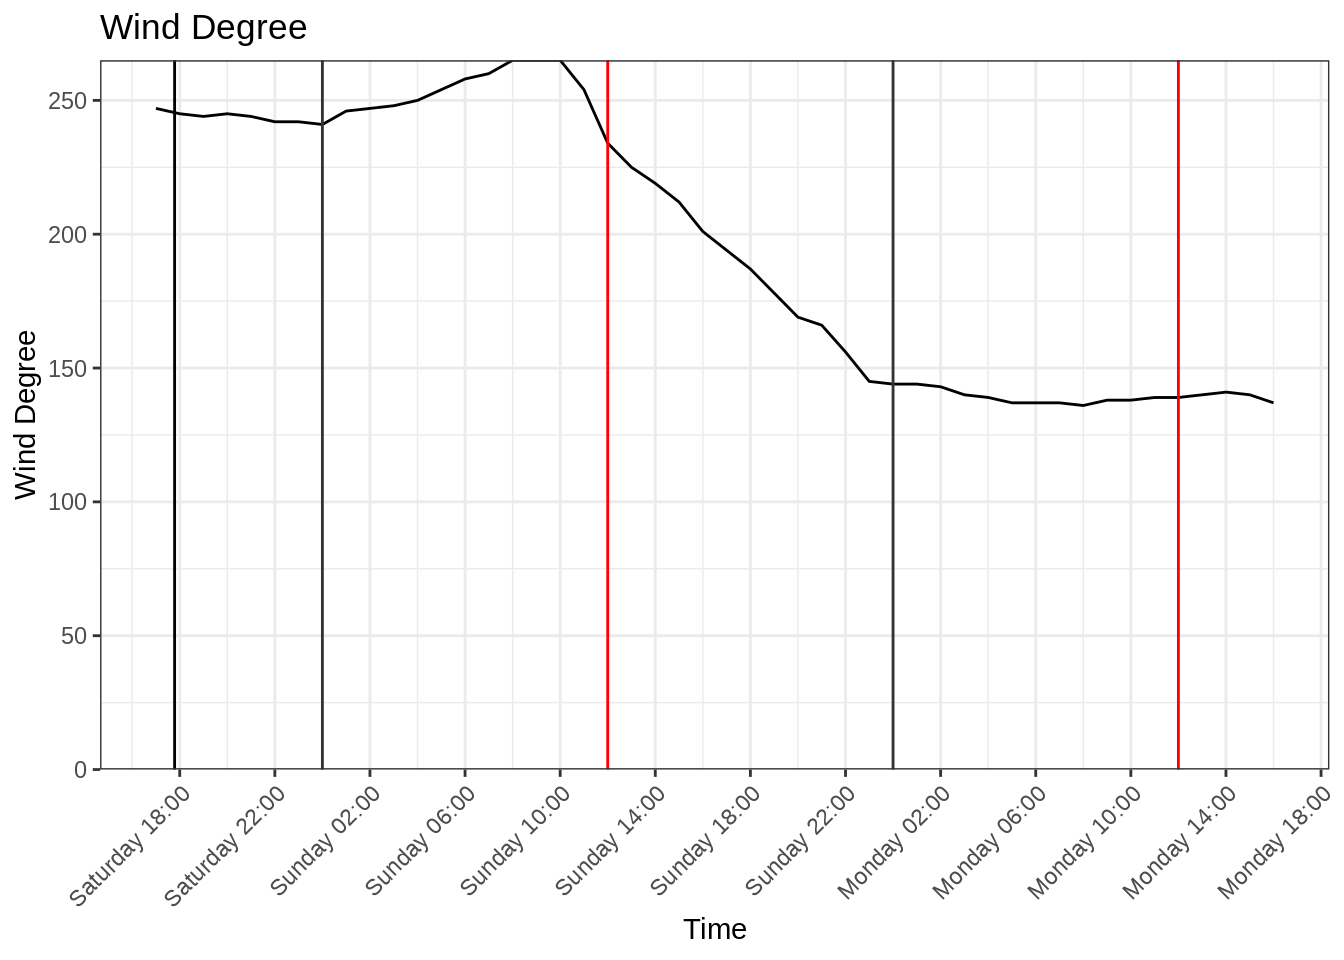 Wind Degree
Wind Degree
250
200
150
100
50
0
Saturday 18:00
Saturday 22:00
Sunday 02:00
Sunday 06:00
Sunday 10:00
Sunday 14:00
Sunday 18:00
Sunday 22:00
Monday 02:00
Monday 06:00
Monday 10:00
Monday 14:00
Monday 18:00
Time